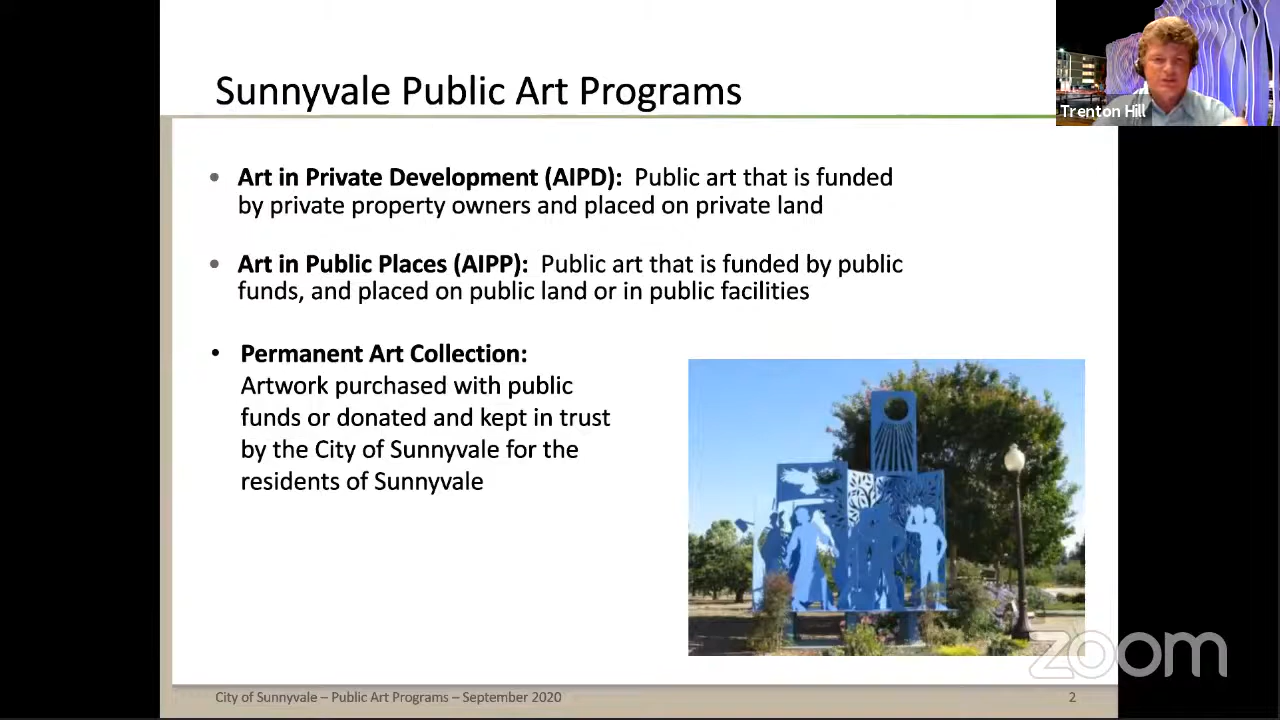 Sunnyvale Public Art Programs
Trenton Hill
• Art in Private Development (AIPD): Public art that is funded
by private property owners and placed on private land
• Art in Public Places (AIPP): Public art that is funded by public
funds, and placed on public land or in public facilities
• Permanent Art Collection:
Artwork purchased with public
funds or donated and kept in trust
by the City of Sunnyvale for the
residents of Sunnyvale
zoom
City of Sunnyvale – Public Art Programs – September 2020
2